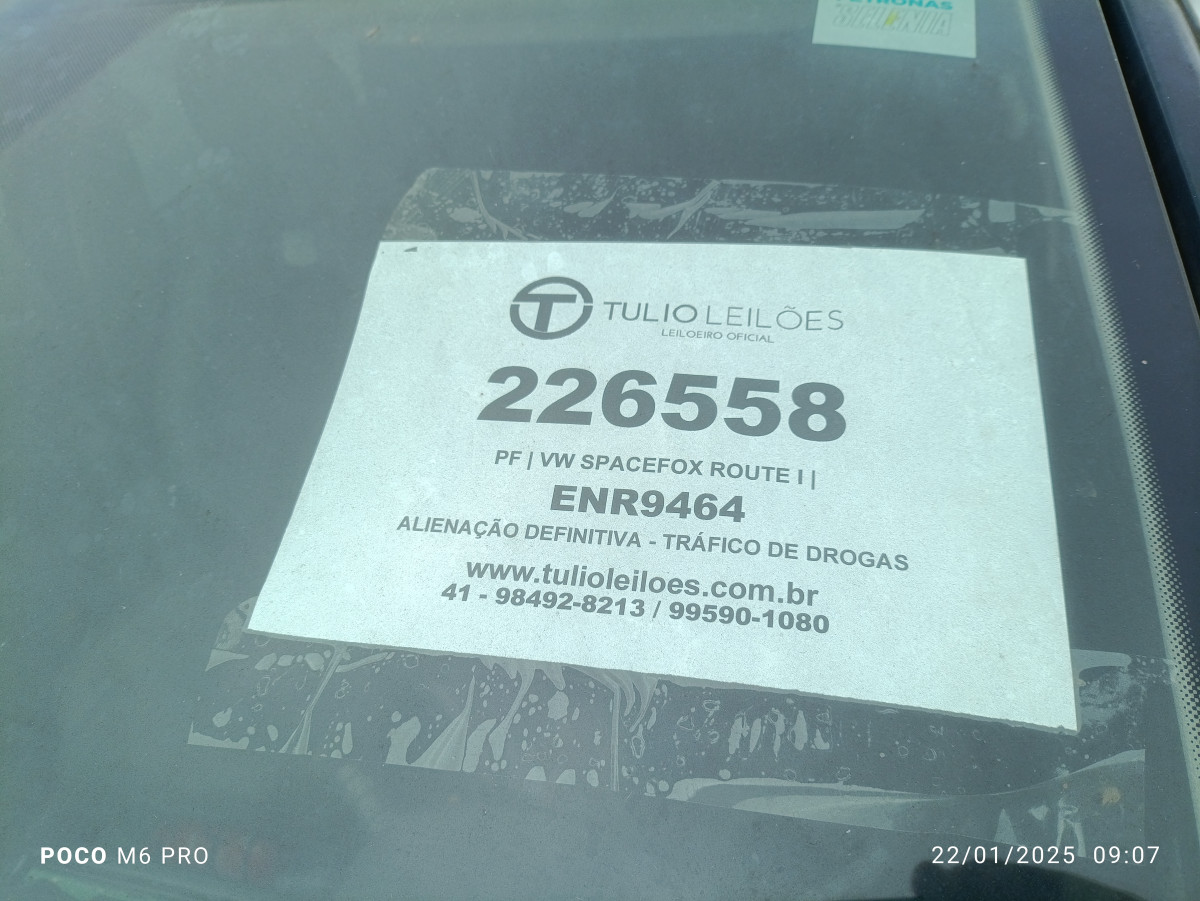 PETRONAS
TULIO LEILÕES
LEILOEIRO OFICIAL
226558
PF | VW SPACEFOX ROUTE I |
ENR9464
ALIENAÇÃO DEFINITIVA - TRÁFICO DE DROGAS
www.tulioleiloes.com.br
41 - 98492-8213 / 99590-1080
POCO M6 PRO
22/01/2025 09:07